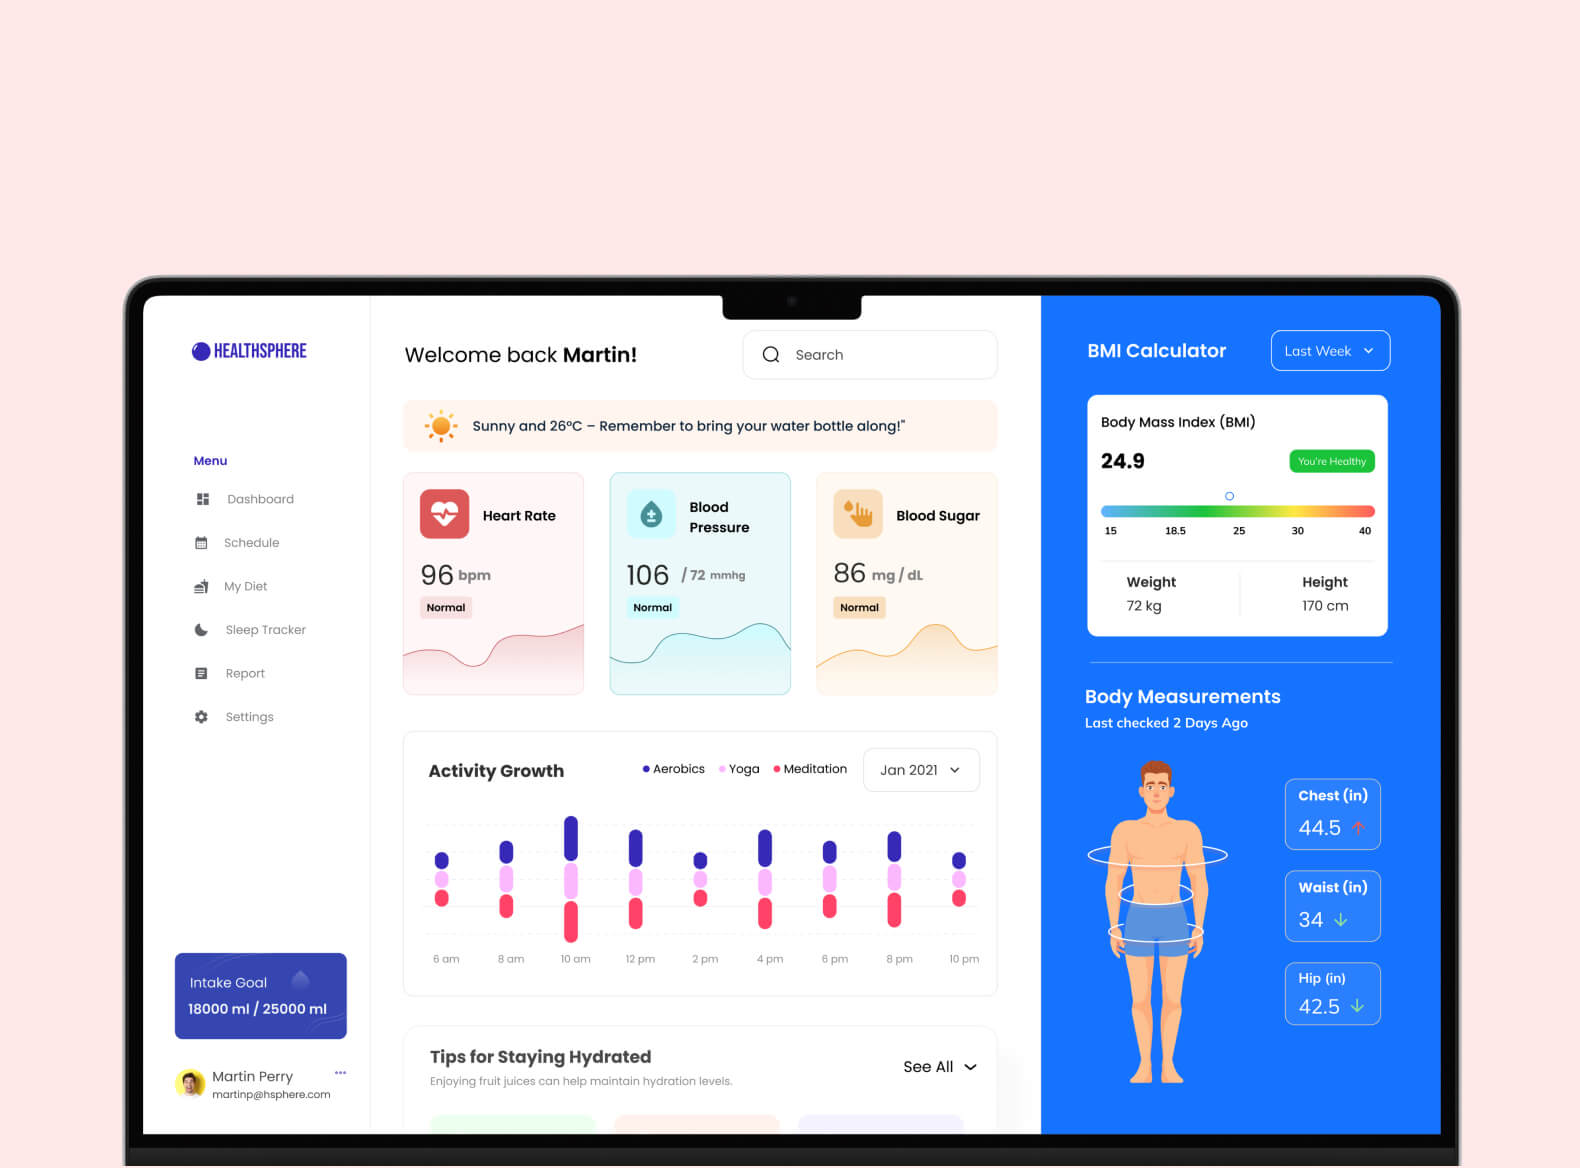 HEALTHSPHERE
Menu
Dashboard
Schedule
My Diet
Sleep Tracker
Report
Settings
Intake Goal
18000 ml / 25000 ml
Martin Perry
martinp@hsphere.com
Welcome back Martin!
Search
Sunny and 26°C – Remember to bring your water bottle along!"
Heart Rate
96 bpm
Normal
Blood
Pressure
106 / 72 mmhg
Normal
Blood Sugar
86 mg / dL
Normal
Activity Growth
Aerobics Yoga Meditation
Jan 2021
6 am 8 am 10 am 12 pm 2 pm 4 pm 6 pm 8 pm 10 pm
Tips for Staying Hydrated
Enjoying fruit juices can help maintain hydration levels.
See All
BMI Calculator
Last Week
Body Mass Index (BMI)
24.9
You're Healthy
15 18.5 25 30 40
Weight
72 kg
Height
170 cm
Body Measurements
Last checked 2 Days Ago
Chest (in)
44.5
Waist (in)
34
Hip (in)
42.5